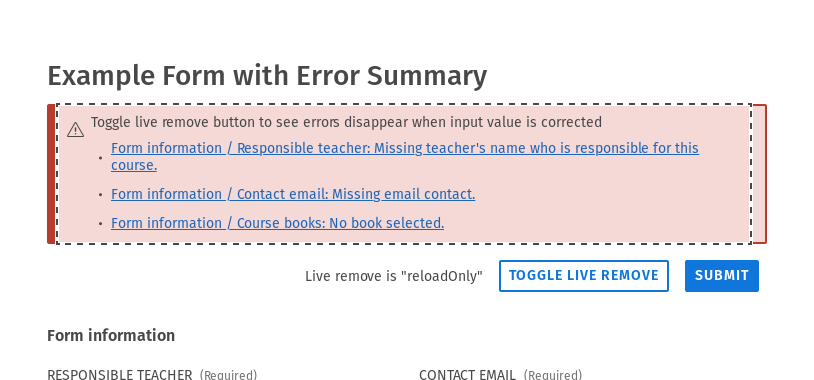 Example Form with Error Summary
Toggle live remove button to see errors disappear when input value is corrected
• Form information / Responsible teacher: Missing teacher's name who is responsible for this
course.
• Form information / Contact email: Missing email contact.
• Form information / Course books: No book selected.
Live remove is "reloadOnly" TOGGLE LIVE REMOVE SUBMIT
Form information
RESPONSIBLE TEACHER (Required) CONTACT EMAIL (Required)